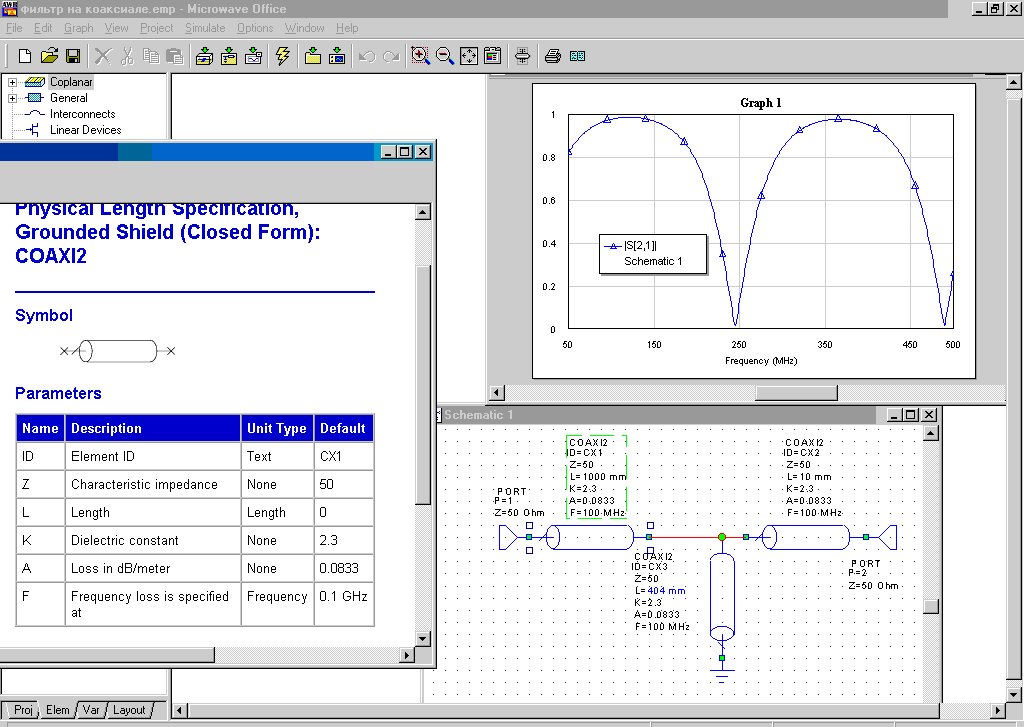 фильтр на коаксиале.emp - Microwave Office
File Edit Graph View Project Simulate Options Window Help
Coplanar
General
Interconnects
Linear Devices
Physical Length Specification,
Grounded Shield (Closed Form):
COAXI2
Symbol
Parameters
Name Description Unit Type Default
ID Element ID Text CX1
Z Characteristic impedance None 50
L Length Length 0
K Dielectric constant None 2.3
A Loss in dB/meter None 0.0833
F Frequency loss is specified at Frequency 0.1 GHz
Proj Elem Var Layout
Graph 1
1
0.8
0.6
0.4
0.2
0
|S[2,1]|
Schematic 1
50 150 250 350 450 500
Frequency (MHz)
Schematic 1
PORT
P=1
Z=50 Ohm
COAXI2
ID=CX1
Z=50
L=1000 mm
K=2.3
A=0.0833
F=100 MHz
COAXI2
ID=CX2
Z=50
L=10 mm
K=2.3
A=0.0833
F=100 MHz
COAXI2
ID=CX3
Z=50
L=404 mm
K=2.3
A=0.0833
F=100 MHz
PORT
P=2
Z=50 Ohm